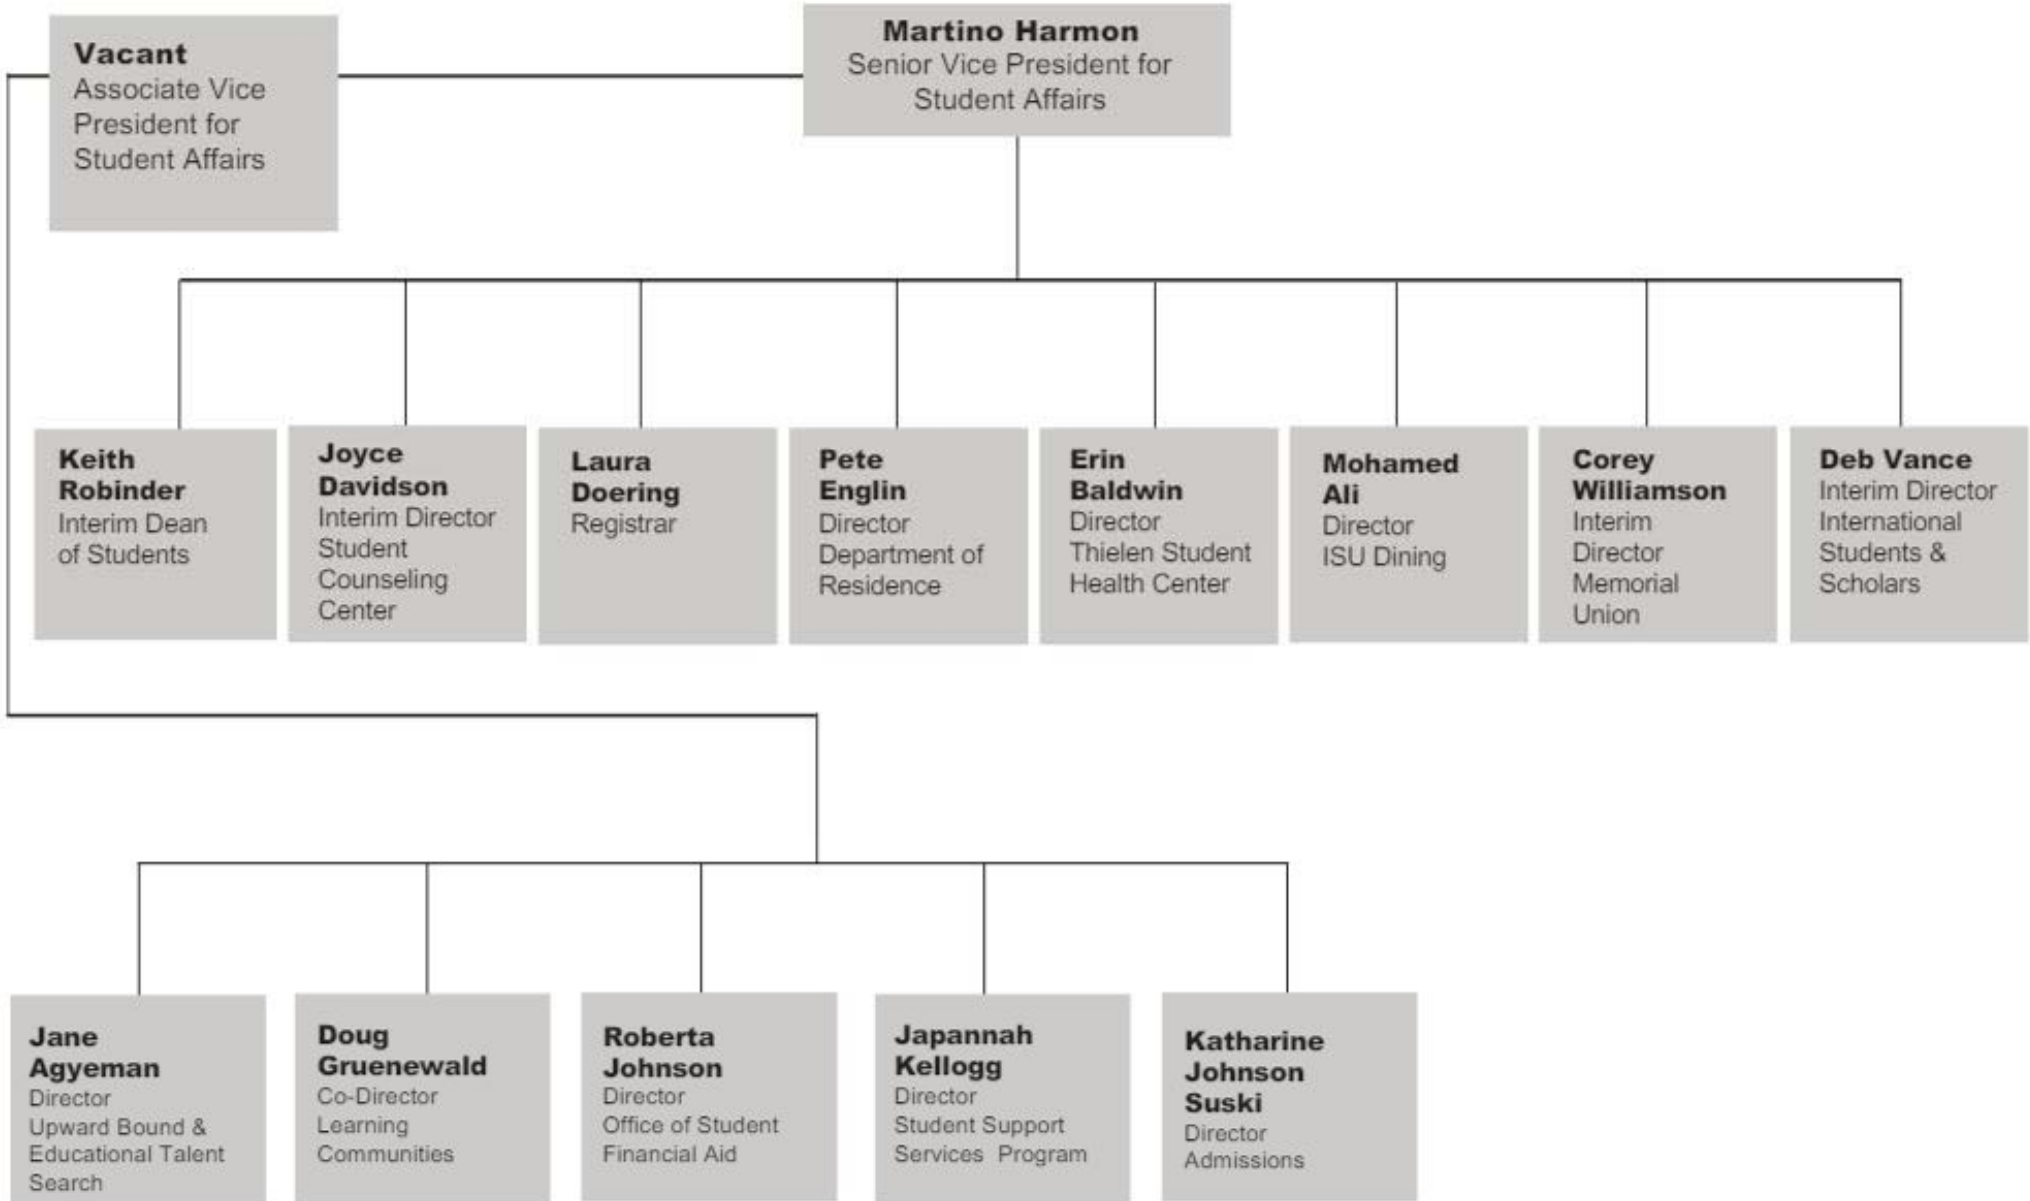 Vacant
Associate Vice
President for
Student Affairs
Martino Harmon
Senior Vice President for
Student Affairs
Keith
Robinder
Interim Dean
of Students
Joyce
Davidson
Interim Director
Student
Counseling
Center
Laura
Doering
Registrar
Pete
Englin
Director
Department of
Residence
Erin
Baldwin
Director
Thielen Student
Health Center
Mohamed
Ali
Director
ISU Dining
Corey
Williamson
Interim
Director
Memorial
Union
Deb Vance
Interim Director
International
Students &
Scholars
Jane
Agyeman
Director
Upward Bound &
Educational Talent
Search
Doug
Gruenewald
Co-Director
Learning
Communities
Roberta
Johnson
Director
Office of Student
Financial Aid
Japannah
Kellogg
Director
Student Support
Services Program
Katharine
Johnson
Suski
Director
Admissions